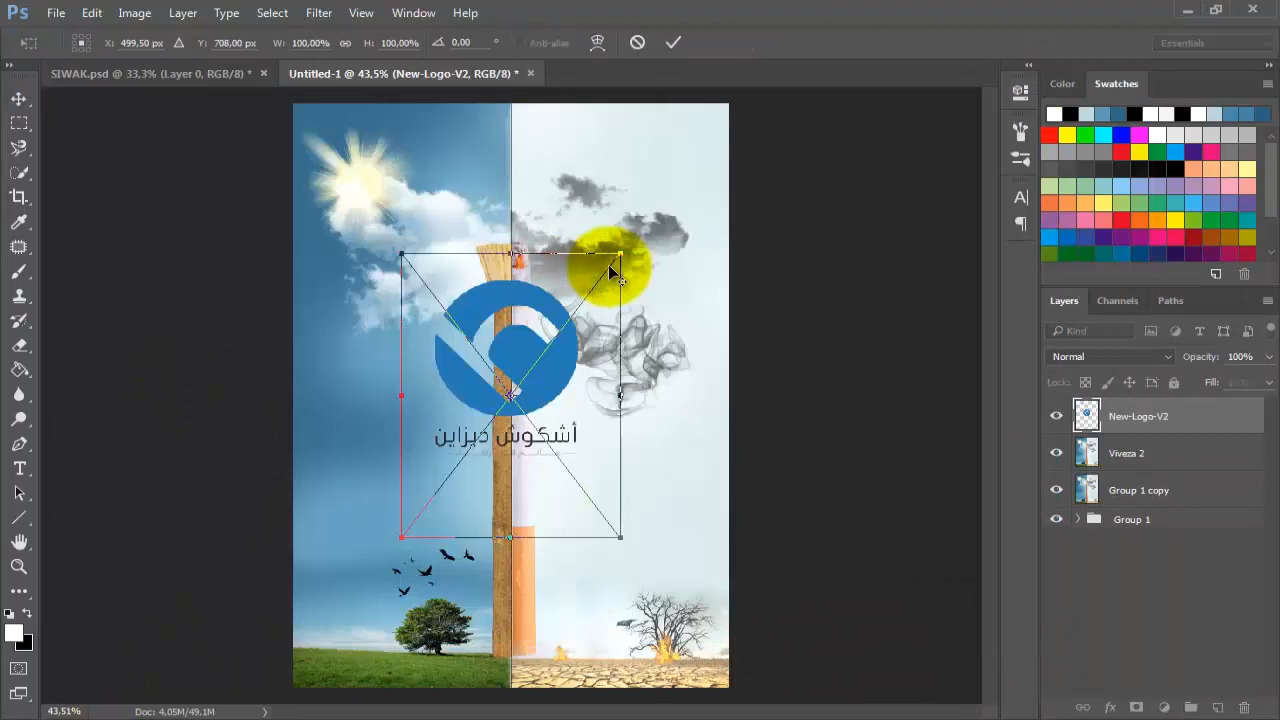 Ps File Edit Image Layer Type Select Filter View Window Help
X: 499,50 px Y: 708,00 px W: 100,00% H: 100,00% 0,00 ° Anti-alias Essentials
SIWAK.psd @ 33,3% (Layer 0, RGB/8) * × Untitled-1 @ 43,5% (New-Logo-V2, RGB/8) * ×
Color Swatches
أشكوش ديزاين
Layers Channels Paths
Kind
Normal Opacity: 100%
Lock: Fill:
New-Logo-V2
Viveza 2
Group 1 copy
Group 1
43,51% Doc: 4,05M/49,1M